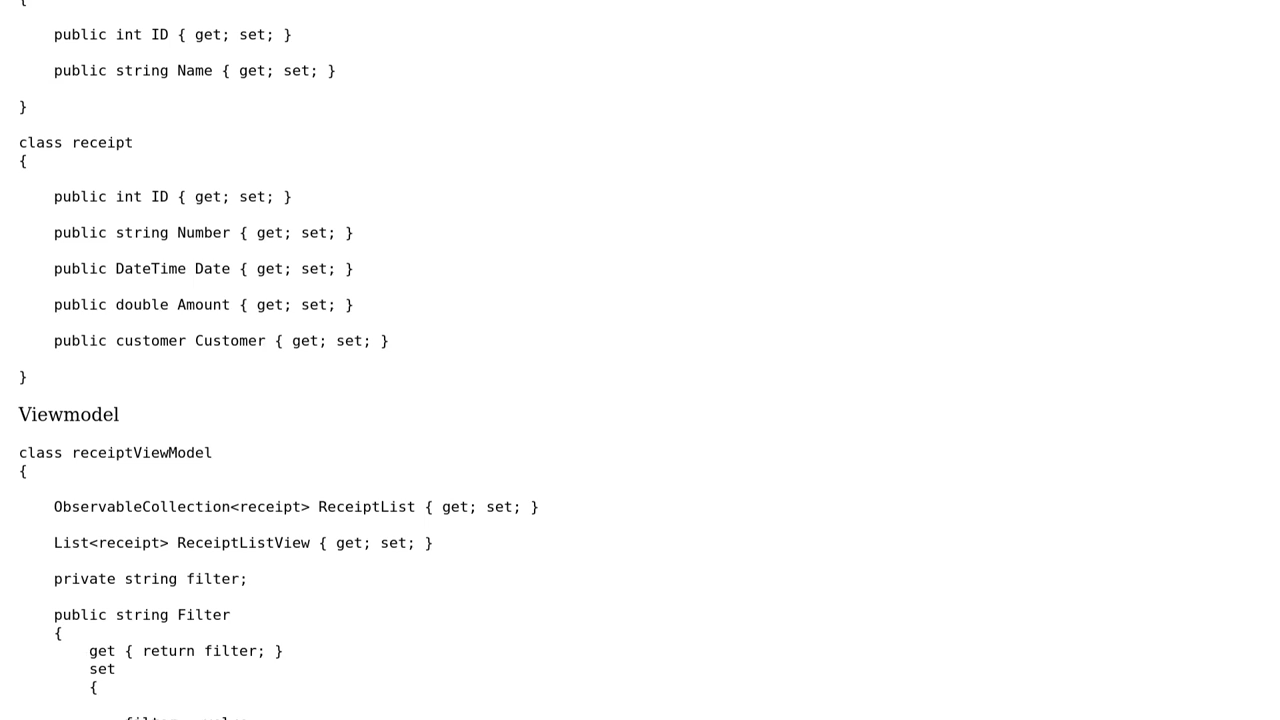 {
    public int ID { get; set; }
    public string Name { get; set; }
}
class receipt
{
    public int ID { get; set; }
    public string Number { get; set; }
    public DateTime Date { get; set; }
    public double Amount { get; set; }
    public customer Customer { get; set; }
}
Viewmodel
class receiptViewModel
{
    ObservableCollection<receipt> ReceiptList { get; set; }
    List<receipt> ReceiptListView { get; set; }
    private string filter;
    public string Filter
    {
        get { return filter; }
        set
        {